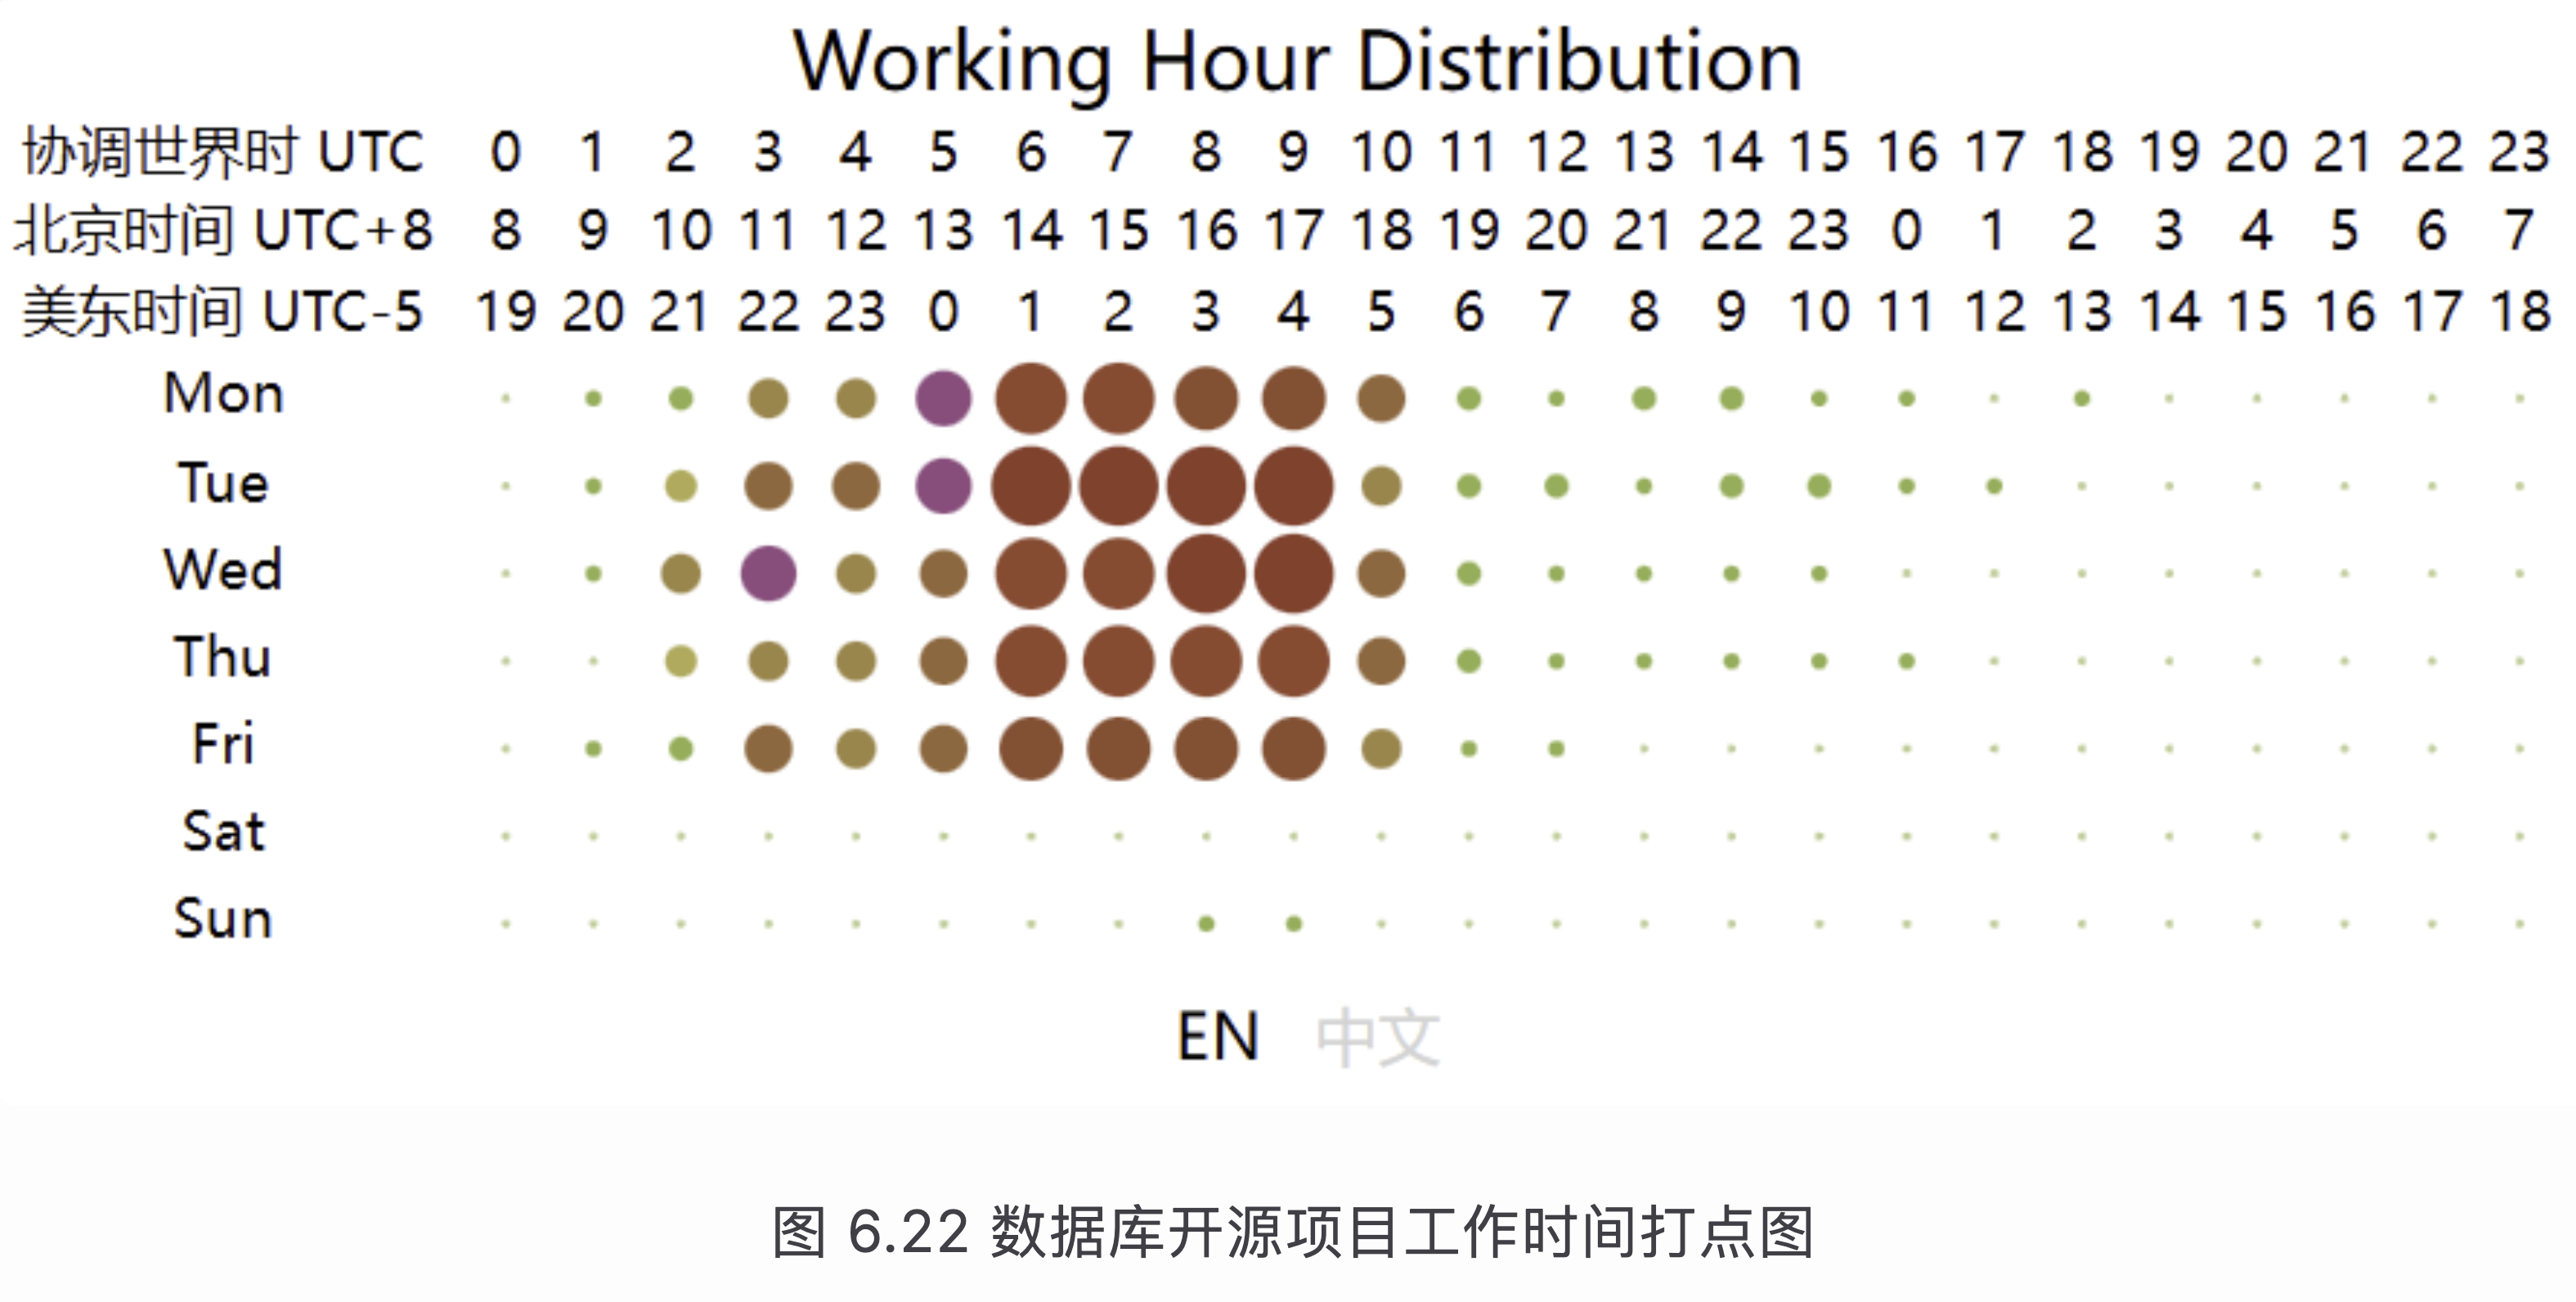 Working Hour Distribution
协调世界时 UTC 0 1 2 3 4 5 6 7 8 9 10 11 12 13 14 15 16 17 18 19 20 21 22 23
北京时间 UTC+8 8 9 10 11 12 13 14 15 16 17 18 19 20 21 22 23 0 1 2 3 4 5 6 7
美东时间 UTC-5 19 20 21 22 23 0 1 2 3 4 5 6 7 8 9 10 11 12 13 14 15 16 17 18
Mon
Tue
Wed
Thu
Fri
Sat
Sun
EN 中文
图 6.22 数据库开源项目工作时间打点图